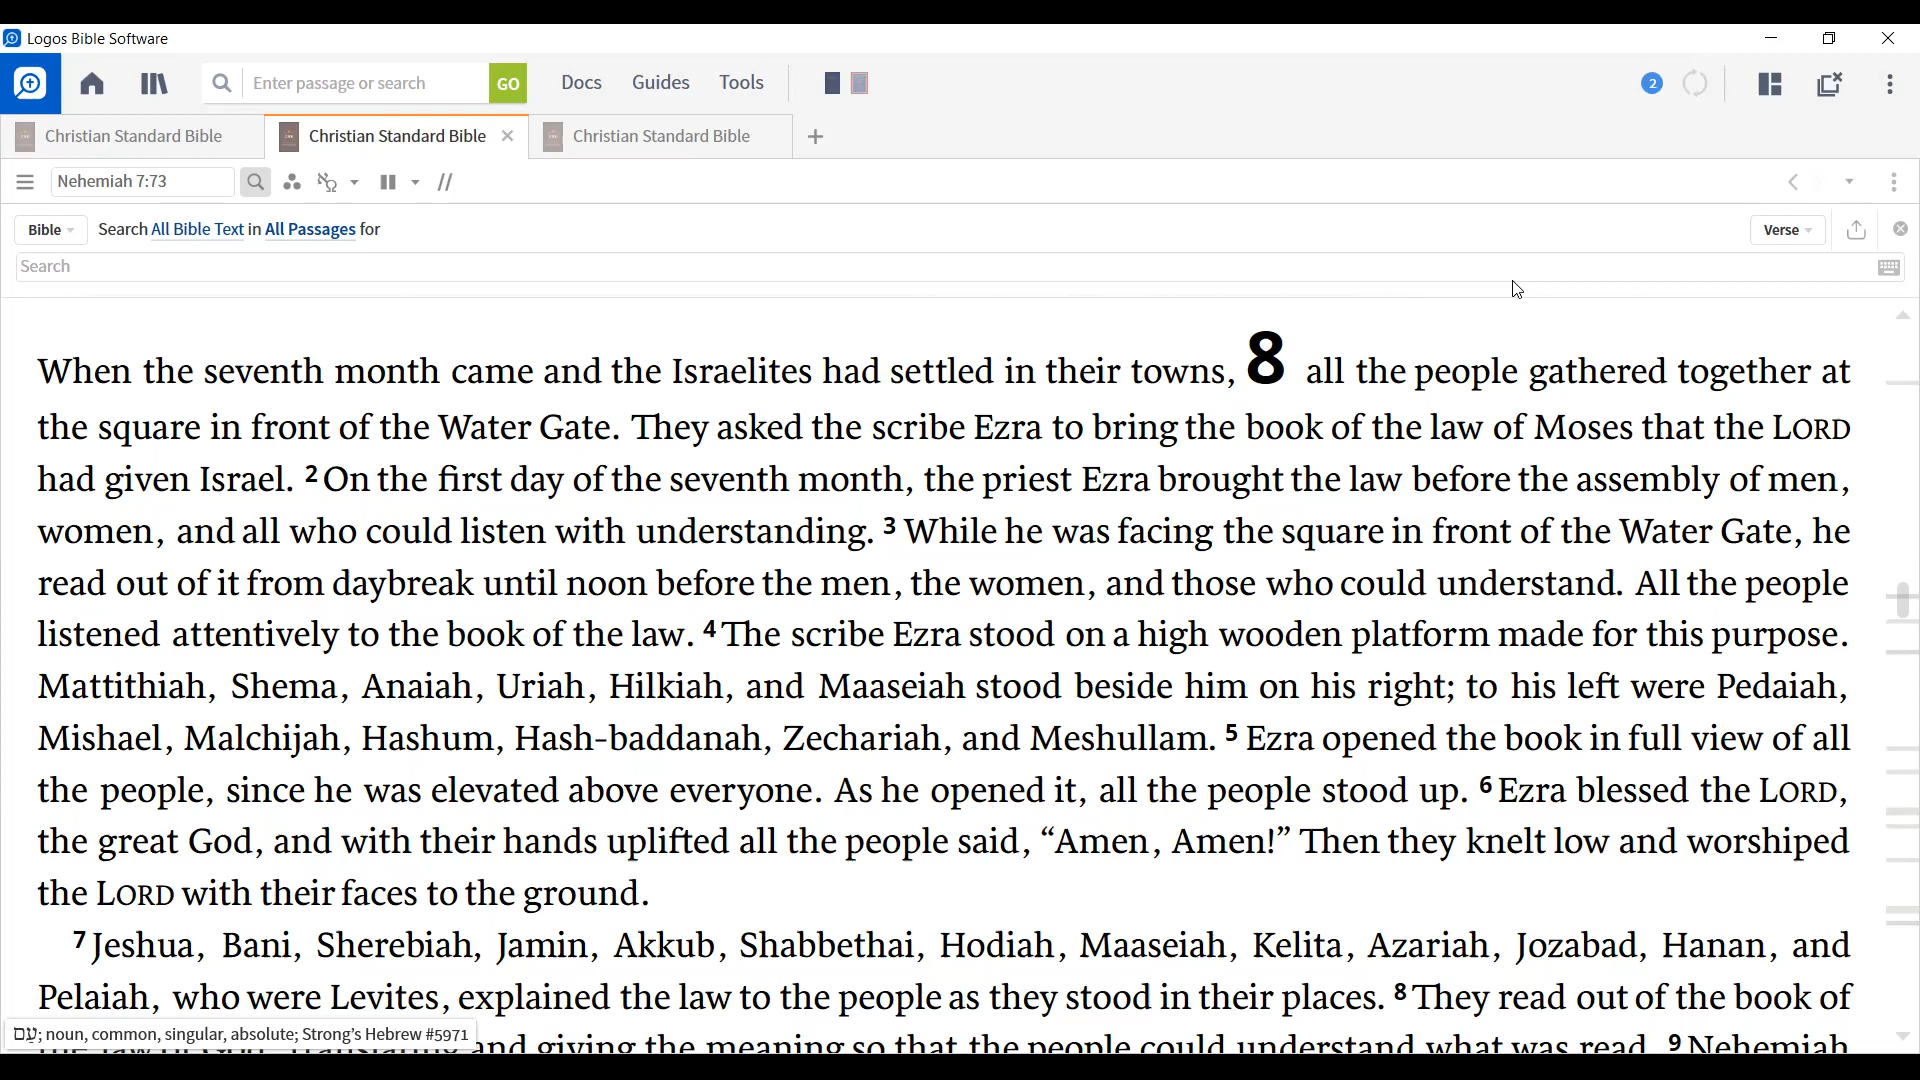 Logos Bible Software
Enter passage or search GO Docs Guides Tools 2
Christian Standard Bible Christian Standard Bible Christian Standard Bible
Nehemiah 7:73
Bible Search All Bible Text in All Passages for Verse
Search
When the seventh month came and the Israelites had settled in their towns, 8 all the people gathered together at
the square in front of the Water Gate. They asked the scribe Ezra to bring the book of the law of Moses that the LORD
had given Israel. 2 On the first day of the seventh month, the priest Ezra brought the law before the assembly of men,
women, and all who could listen with understanding. 3 While he was facing the square in front of the Water Gate, he
read out of it from daybreak until noon before the men, the women, and those who could understand. All the people
listened attentively to the book of the law. 4 The scribe Ezra stood on a high wooden platform made for this purpose.
Mattithiah, Shema, Anaiah, Uriah, Hilkiah, and Maaseiah stood beside him on his right; to his left were Pedaiah,
Mishael, Malchijah, Hashum, Hash-baddanah, Zechariah, and Meshullam. 5 Ezra opened the book in full view of all
the people, since he was elevated above everyone. As he opened it, all the people stood up. 6 Ezra blessed the LORD,
the great God, and with their hands uplifted all the people said, “Amen, Amen!” Then they knelt low and worshiped
the LORD with their faces to the ground.
7 Jeshua, Bani, Sherebiah, Jamin, Akkub, Shabbethai, Hodiah, Maaseiah, Kelita, Azariah, Jozabad, Hanan, and
Pelaiah, who were Levites, explained the law to the people as they stood in their places. 8 They read out of the book of
עַם; noun, common, singular, absolute; Strong’s Hebrew #5971
and giving the meaning so that the people could understand what was read. 9 Nehemiah